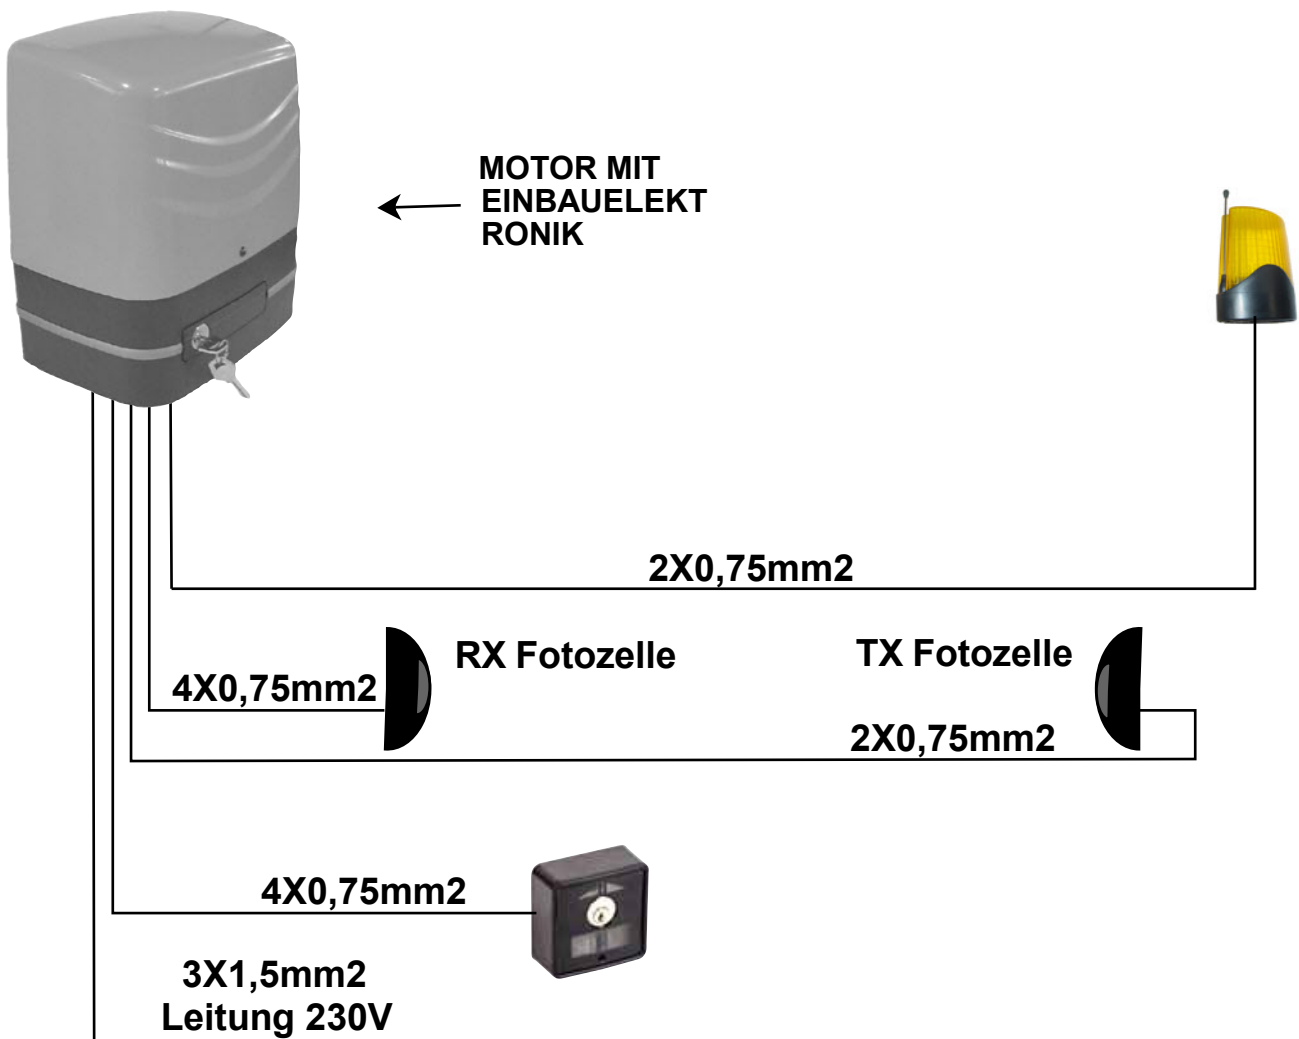 MOTOR MIT
EINBAUELEKT
RONIK
2X0,75mm2
RX Fotozelle
TX Fotozelle
4X0,75mm2
2X0,75mm2
4X0,75mm2
3X1,5mm2
Leitung 230V